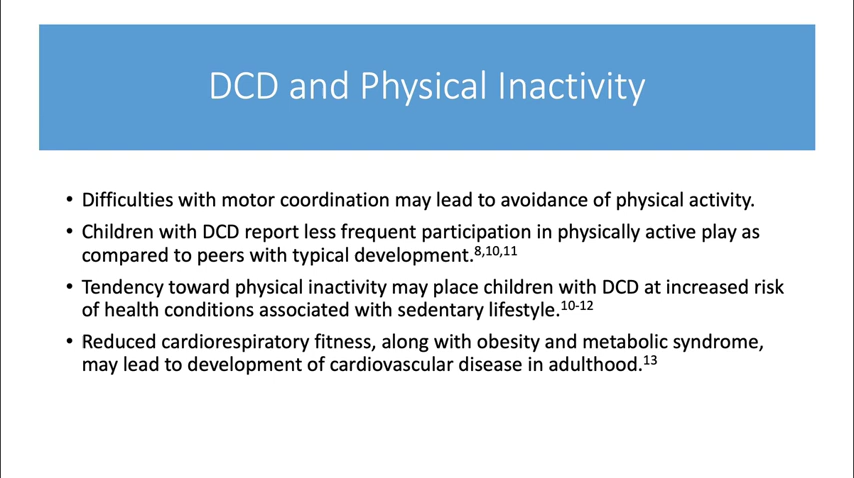 DCD and Physical Inactivity
• Difficulties with motor coordination may lead to avoidance of physical activity.
• Children with DCD report less frequent participation in physically active play as
compared to peers with typical development.8,10,11
• Tendency toward physical inactivity may place children with DCD at increased risk
of health conditions associated with sedentary lifestyle.10-12
• Reduced cardiorespiratory fitness, along with obesity and metabolic syndrome,
may lead to development of cardiovascular disease in adulthood.13